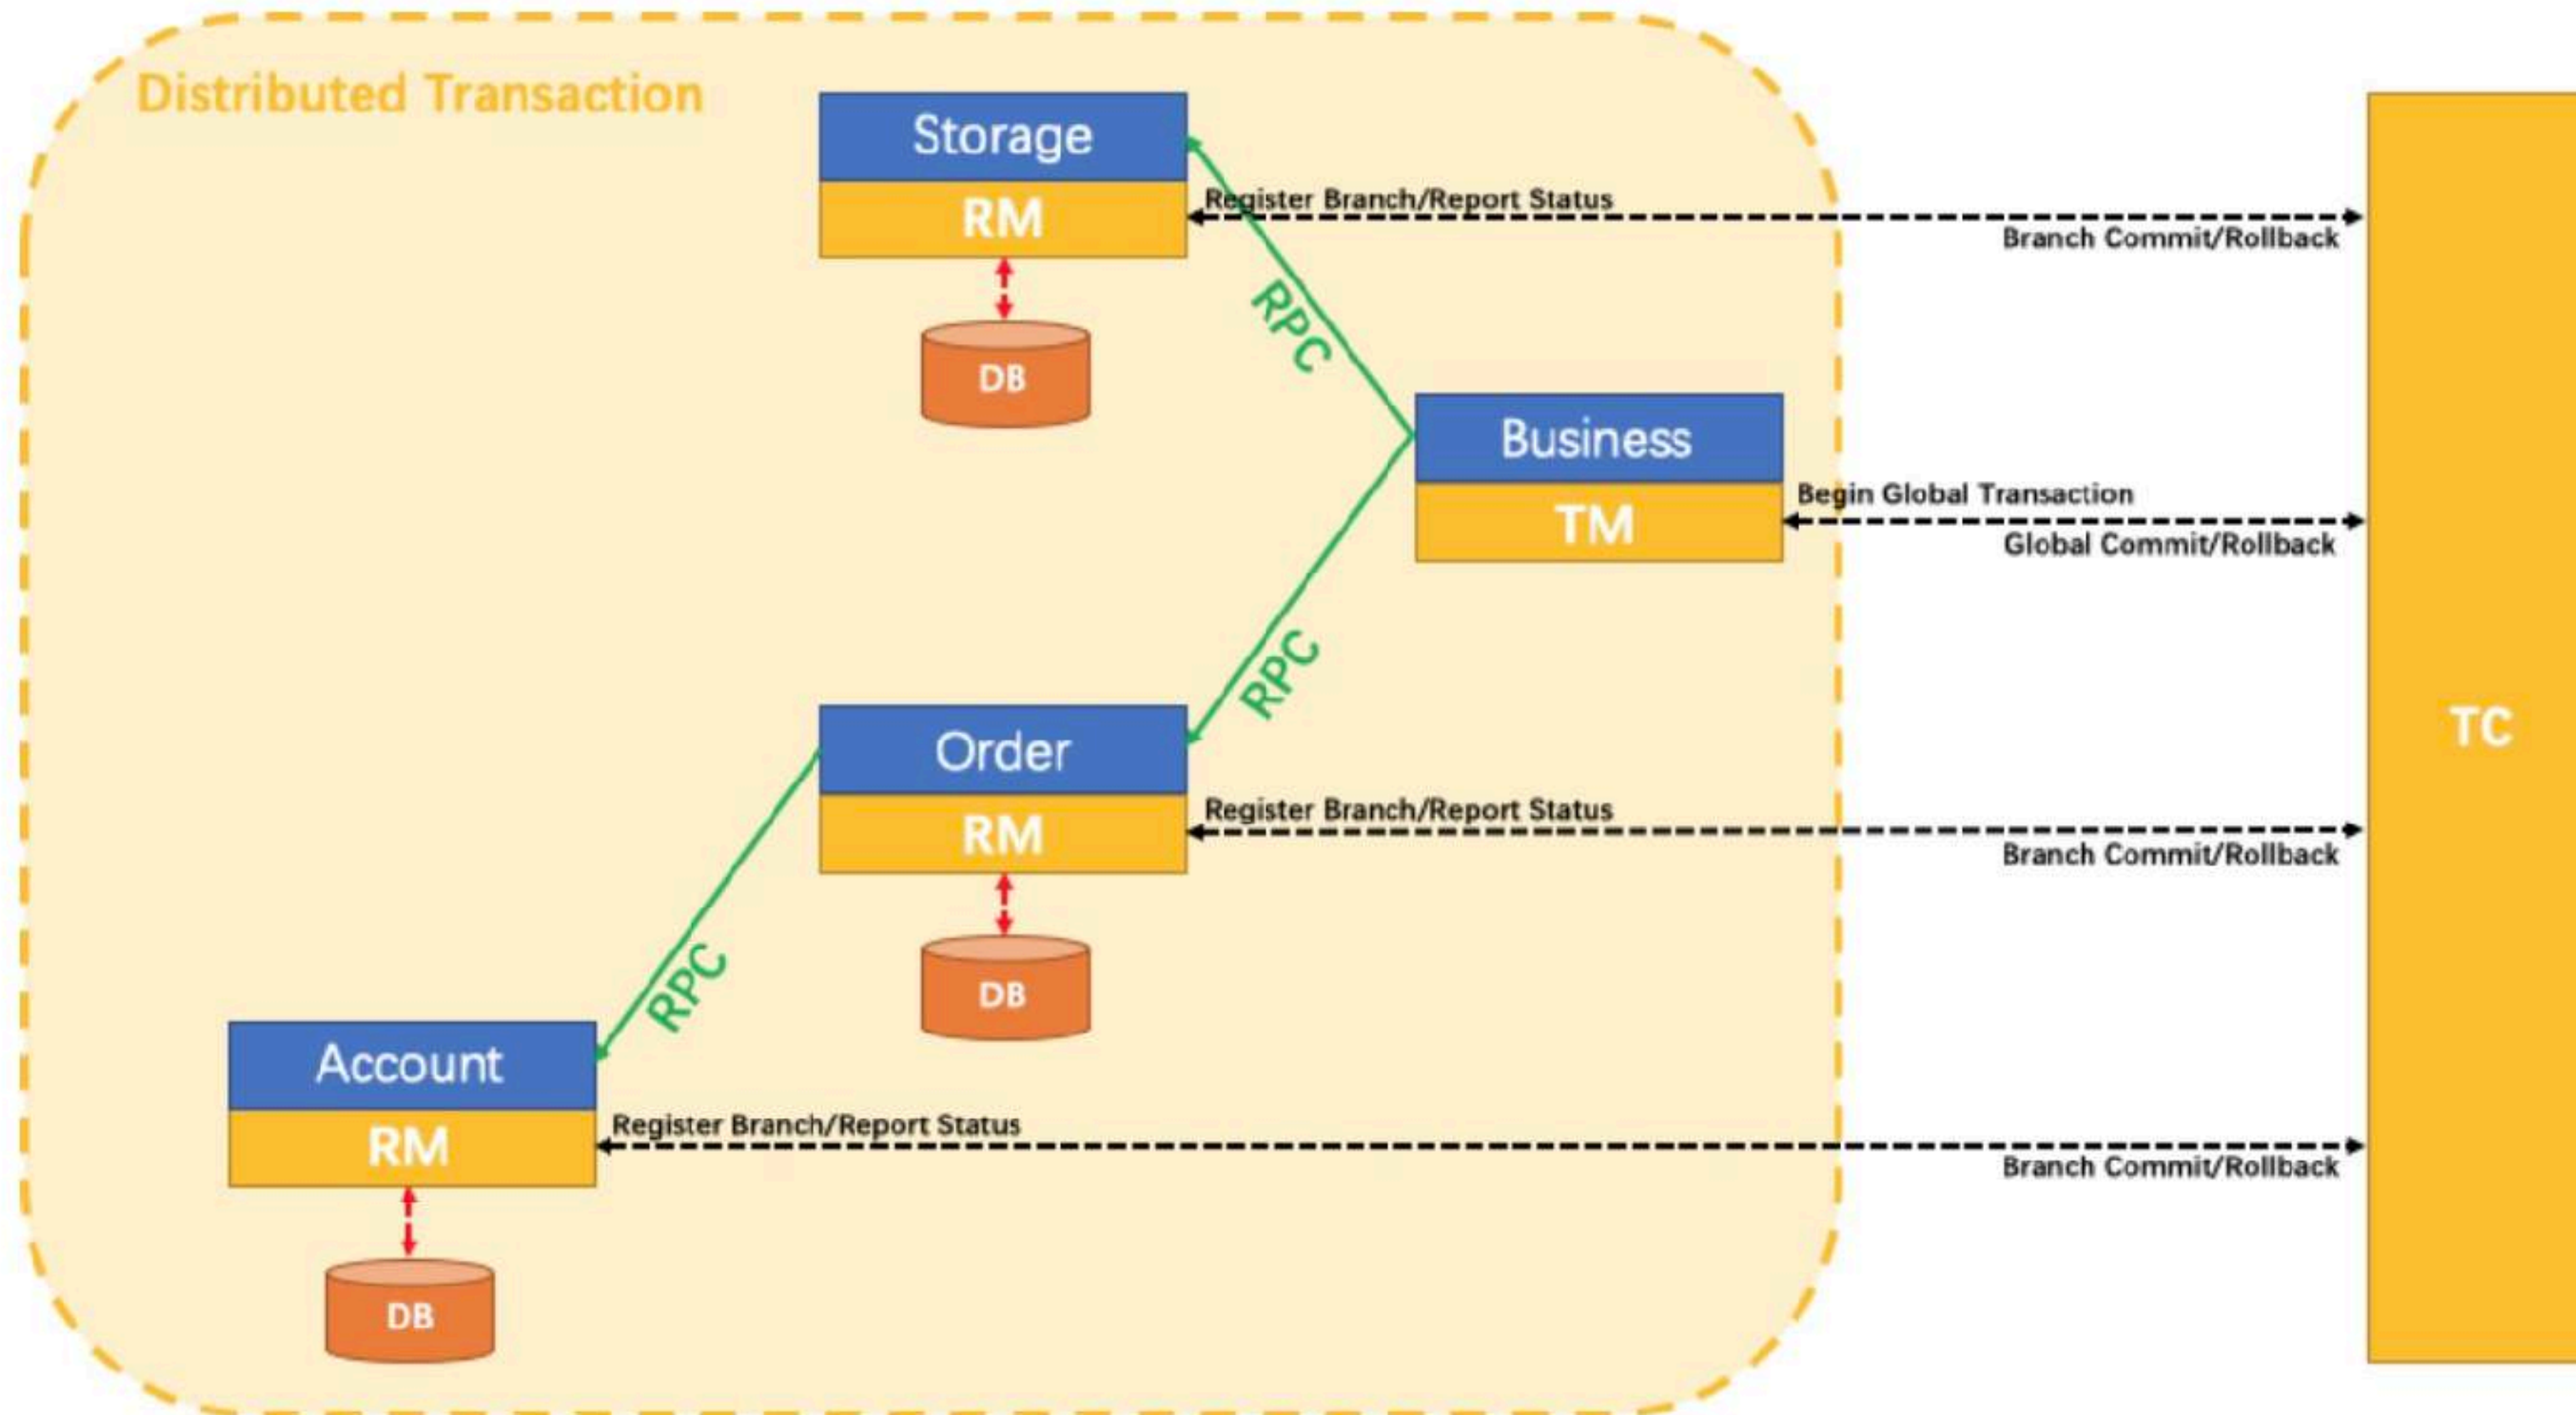 Distributed Transaction
Storage
RM
Register Branch/Report Status
Branch Commit/Rollback
RPC
DB
Business
TM
Begin Global Transaction
Global Commit/Rollback
RPC
Order
RM
Register Branch/Report Status
Branch Commit/Rollback
TC
RPC
DB
Account
RM
Register Branch/Report Status
Branch Commit/Rollback
DB